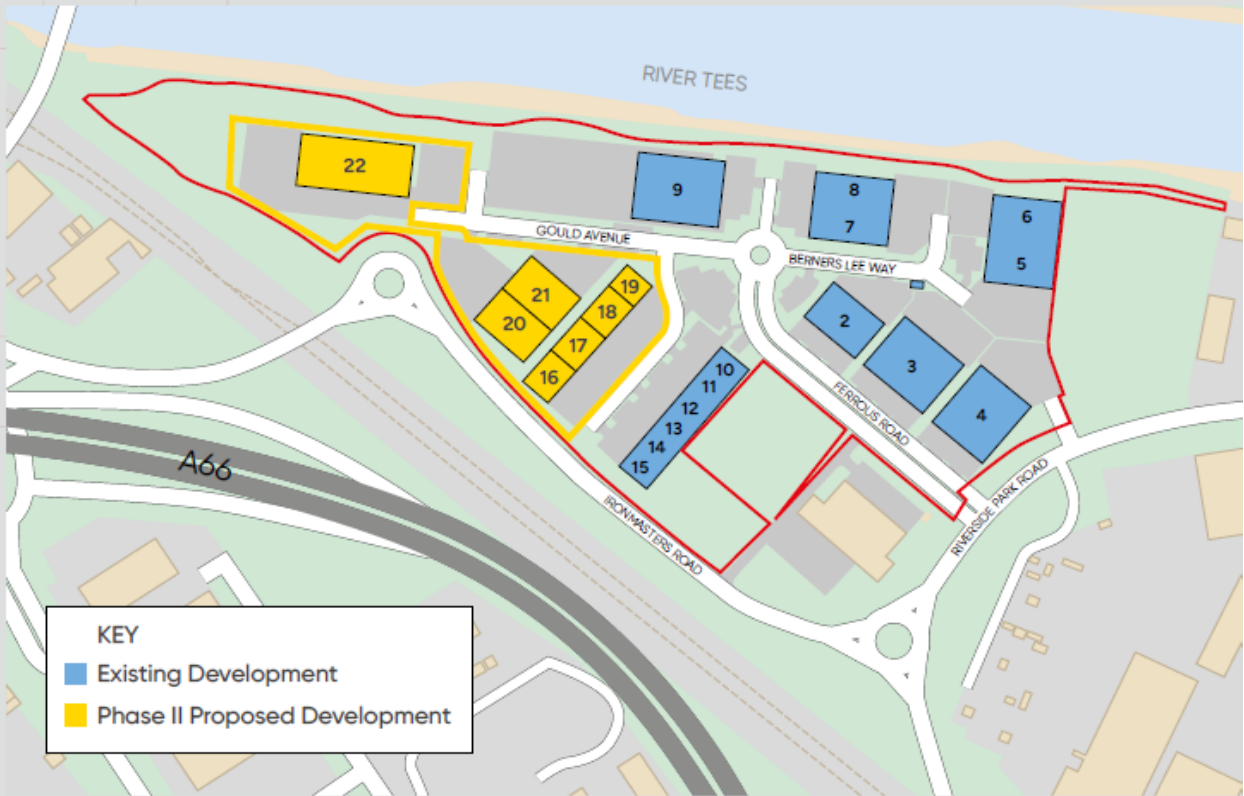 RIVER TEES
22
9
8
7
6
5
GOULD AVENUE
BERNERS LEE WAY
21
20
19
18
17
16
2
3
4
10
11
12
13
14
15
FERROUS ROAD
A66
IRONMASTERS ROAD
RIVERSIDE PARK ROAD
KEY
Existing Development
Phase II Proposed Development